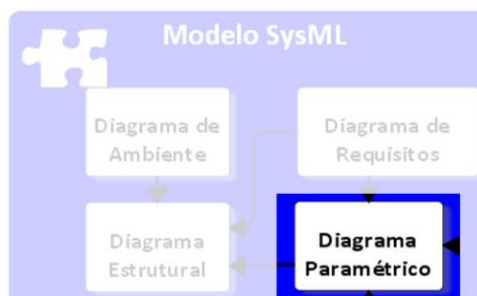 Modelo SysML
Diagrama de
Ambiente
Diagrama de
Requisitos
Diagrama
Estrutural
Diagrama
Paramétrico